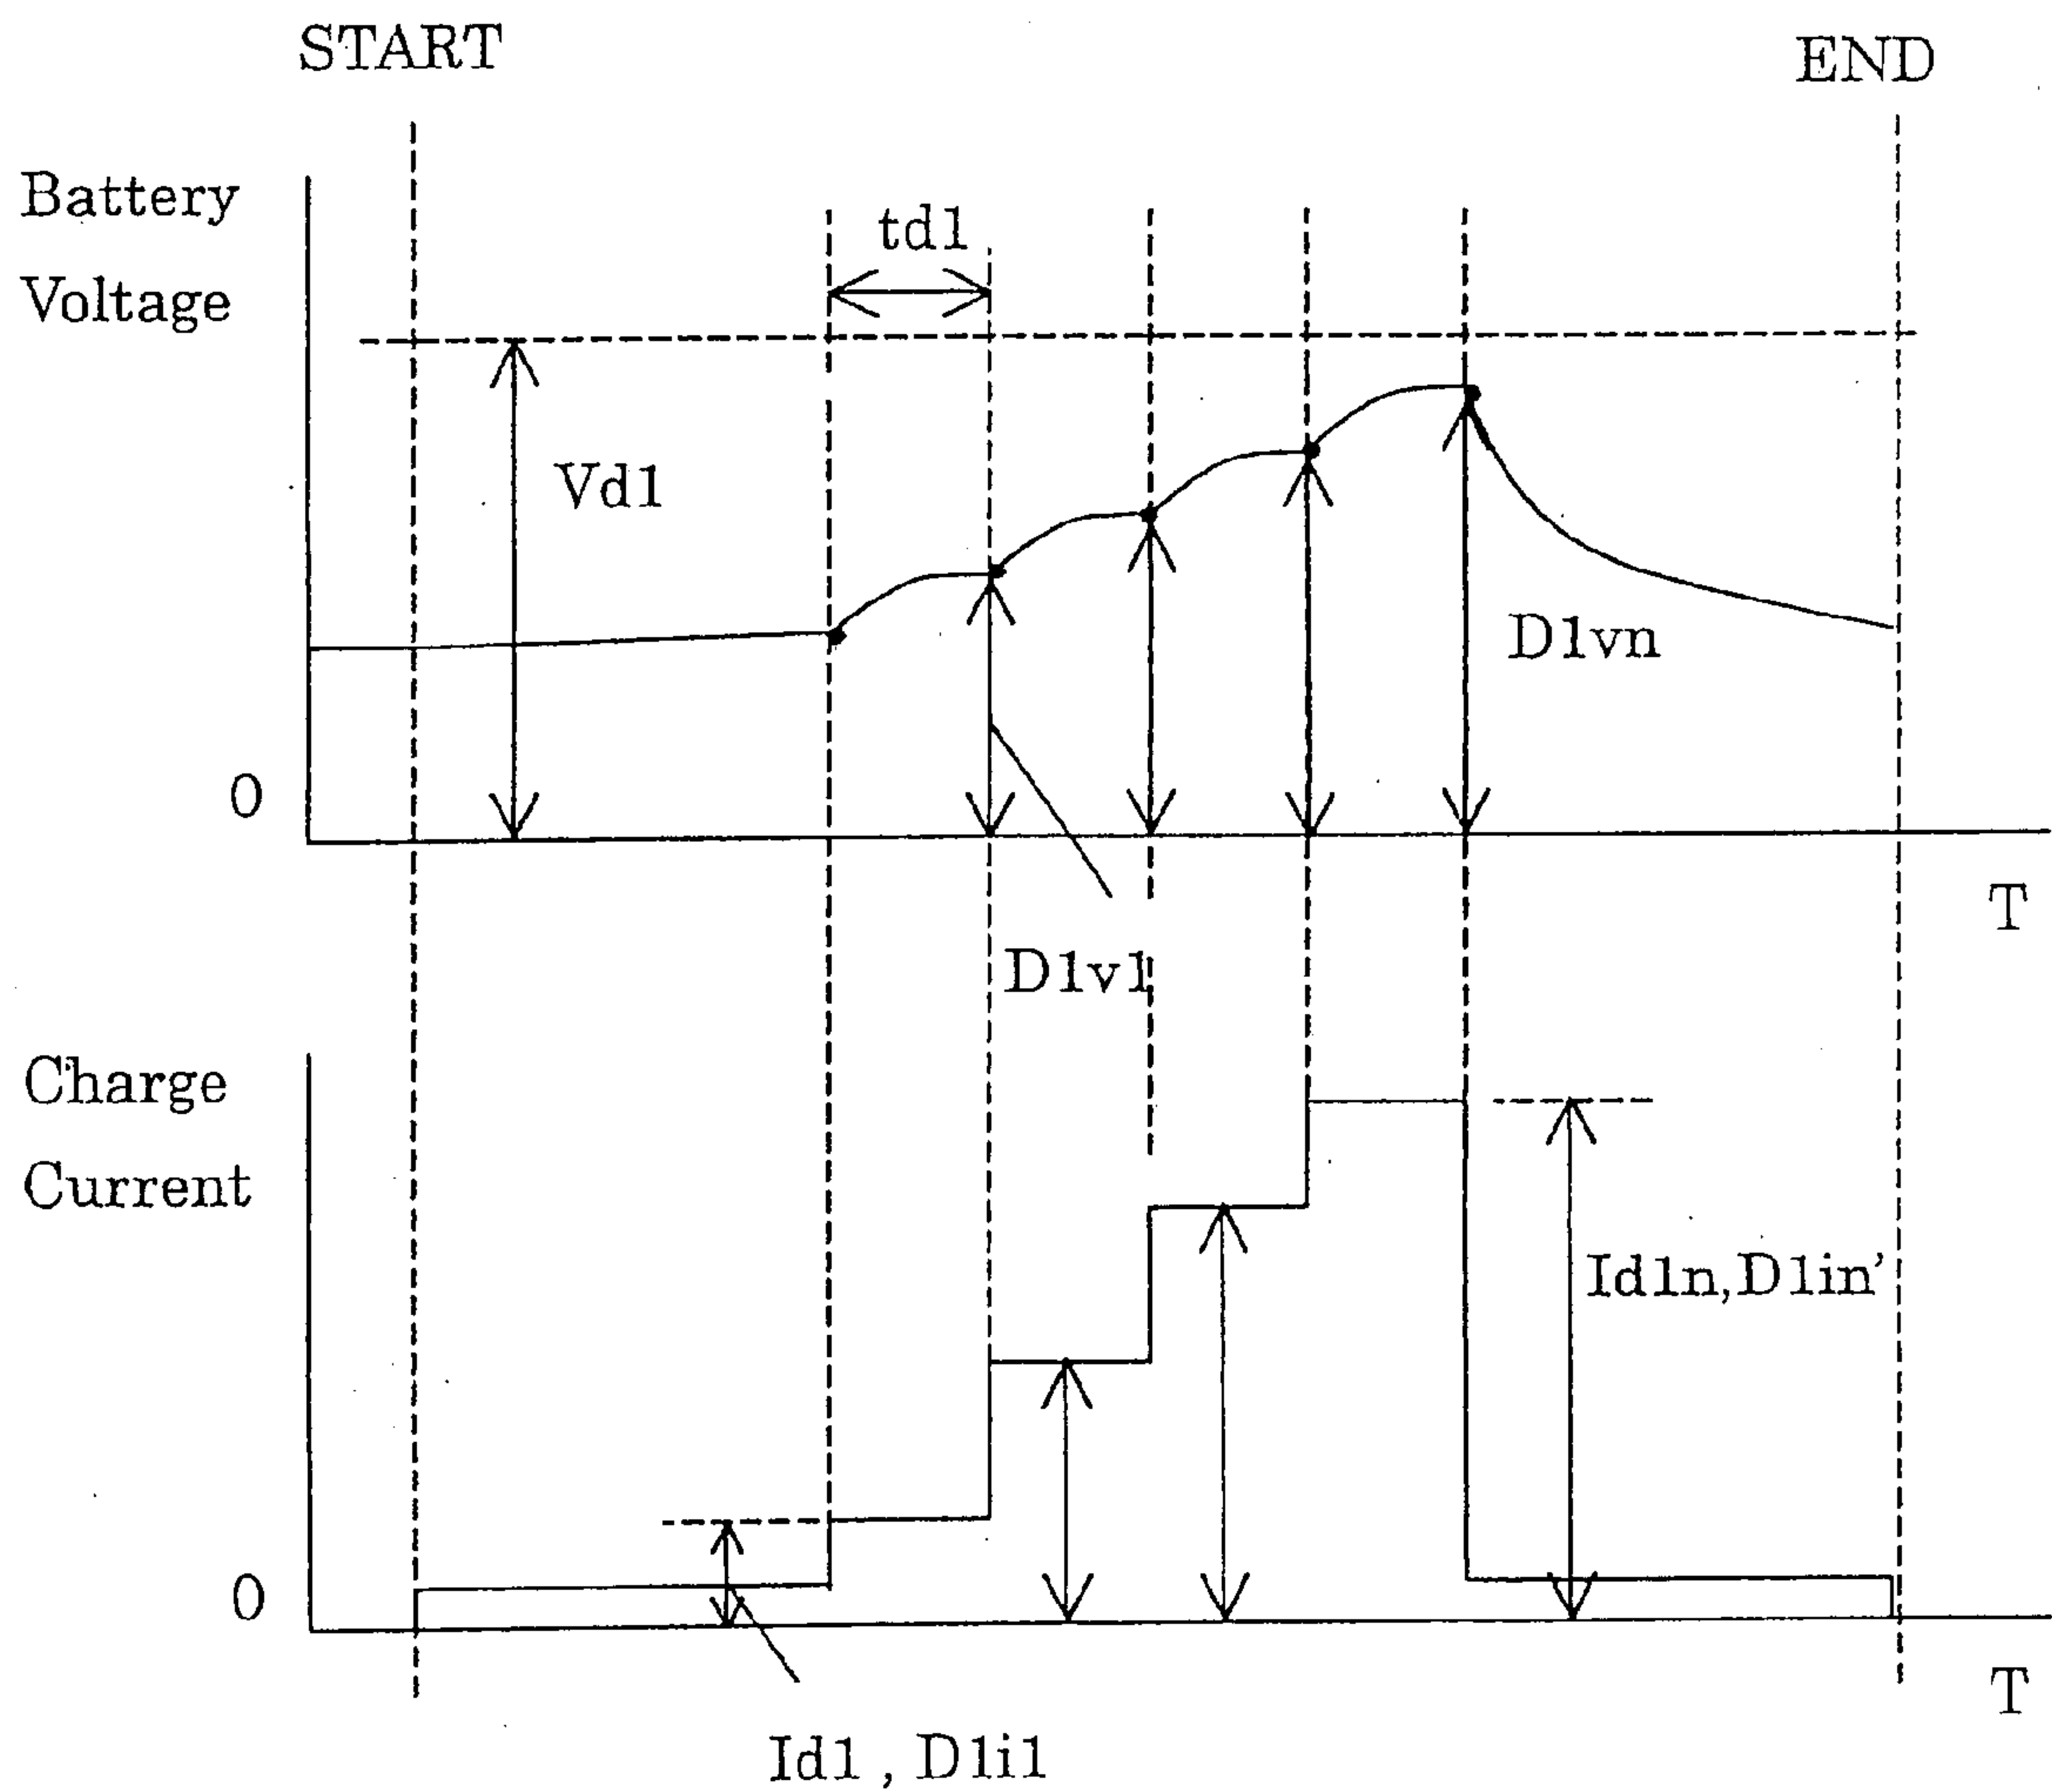 START
END
Battery
Voltage
td1
Vd1
D1vn
0
T
D1v1
Charge
Current
Id1n,D1in’
0
T
Id1 , D1i1